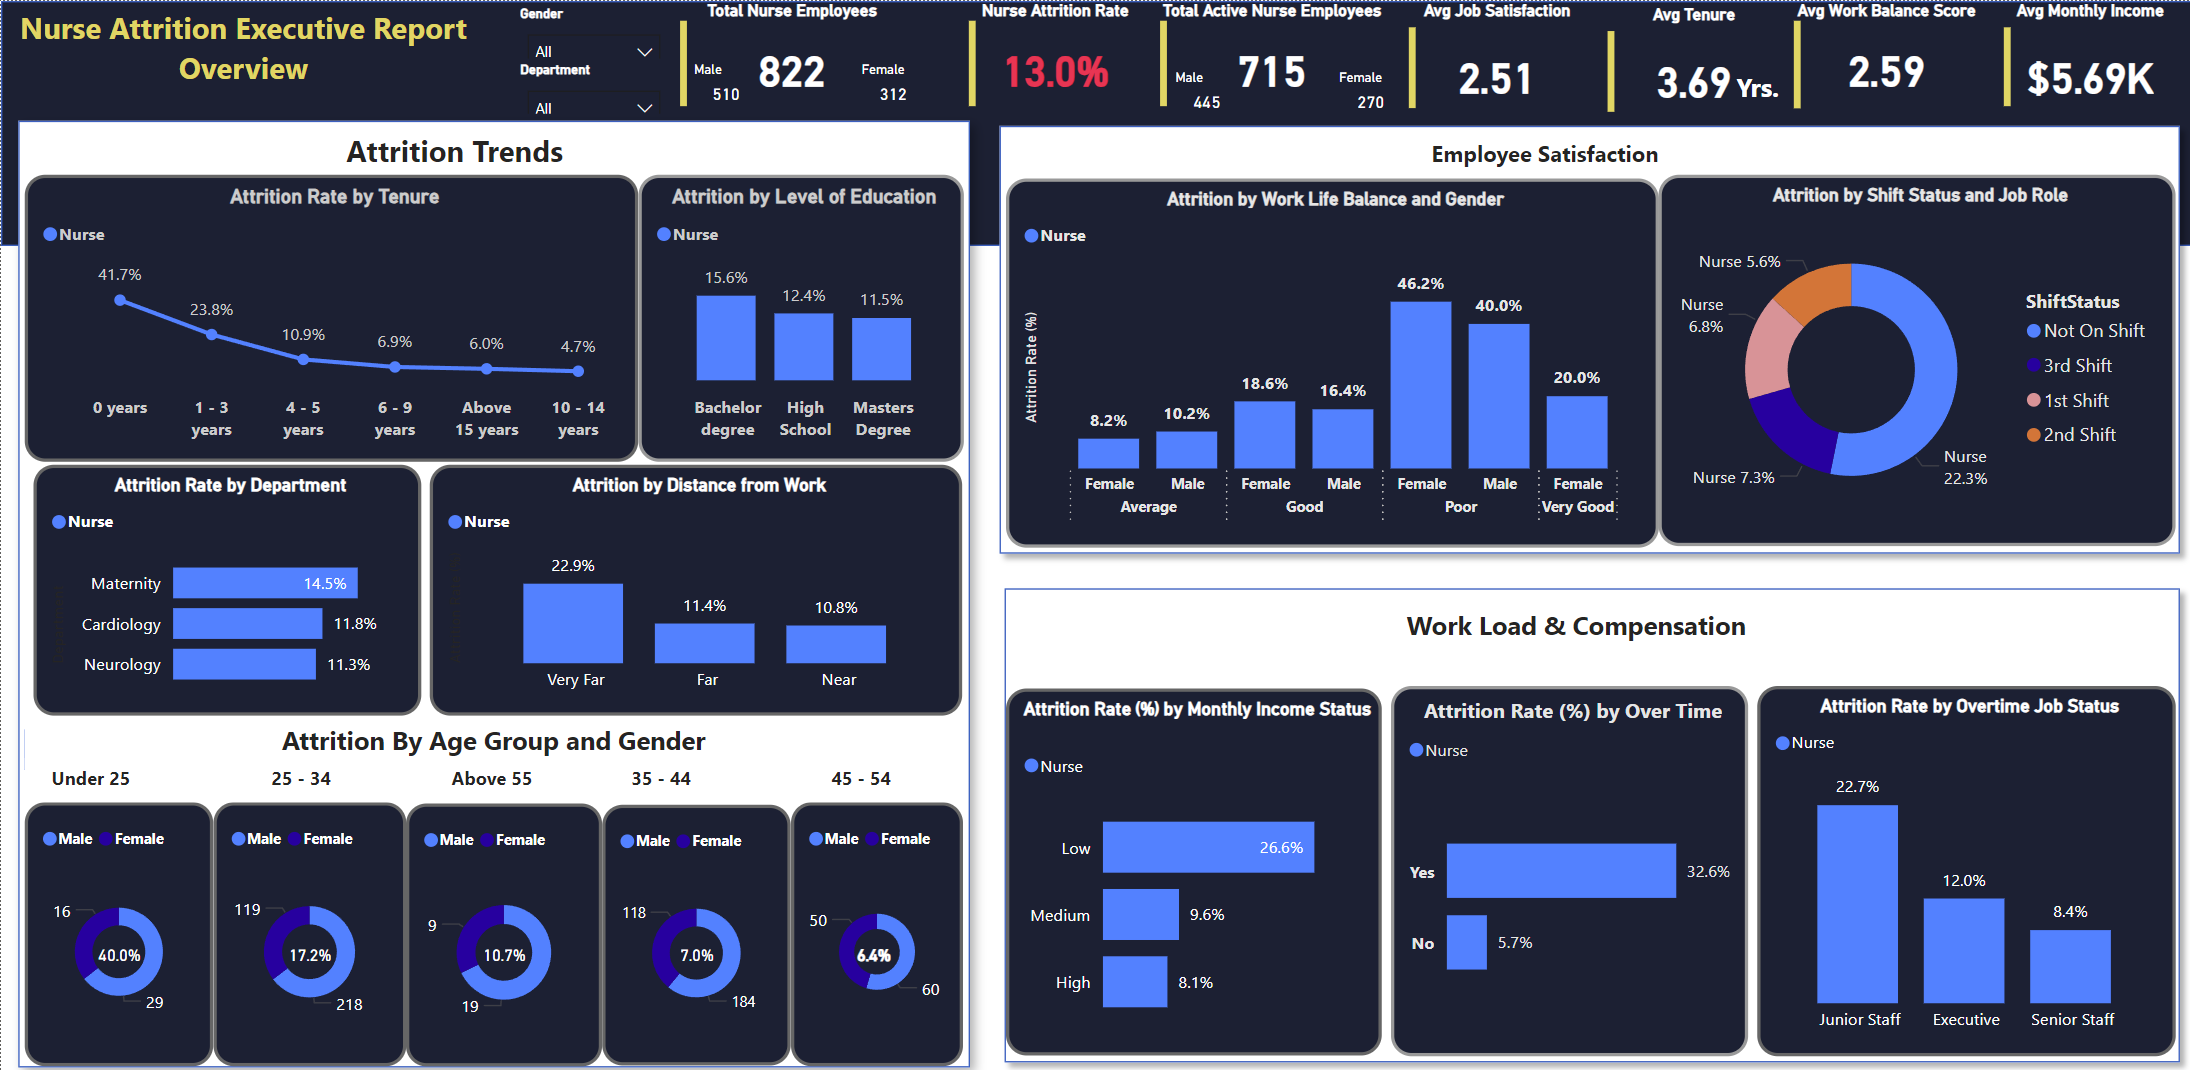 Nurse Attrition Executive Report
Overview
Gender
All
Department
All
Total Nurse Employees
Male
510
822
Female
312
Nurse Attrition Rate
13.0%
Total Active Nurse Employees
Male
445
715
Female
270
Avg Job Satisfaction
2.51
Avg Tenure
3.69 Yrs.
Avg Work Balance Score
2.59
Avg Monthly Income
$5.69K
Attrition Trends
Attrition Rate by Tenure
Nurse
41.7%
23.8%
10.9%
6.9%
6.0%
4.7%
0 years
1 - 3
years
4 - 5
years
6 - 9
years
Above
15 years
10 - 14
years
Attrition by Level of Education
Nurse
15.6%
12.4%
11.5%
Bachelor
degree
High
School
Masters
Degree
Attrition Rate by Department
Nurse
Maternity
14.5%
Cardiology
11.8%
Neurology
11.3%
Attrition by Distance from Work
Nurse
22.9%
11.4%
10.8%
Very Far
Far
Near
Attrition By Age Group and Gender
Under 25
Male Female
16
40.0%
29
25 - 34
Male Female
119
17.2%
218
Above 55
Male Female
9
10.7%
19
35 - 44
Male Female
118
7.0%
184
45 - 54
Male Female
50
6.4%
60
Employee Satisfaction
Attrition by Work Life Balance and Gender
Nurse
Attrition Rate (%)
8.2%
10.2%
18.6%
16.4%
46.2%
40.0%
20.0%
Female
Male
Female
Male
Female
Male
Female
Average
Good
Poor
Very Good
Attrition by Shift Status and Job Role
Nurse 5.6%
Nurse
6.8%
Nurse 7.3%
Nurse
22.3%
ShiftStatus
Not On Shift
3rd Shift
1st Shift
2nd Shift
Work Load & Compensation
Attrition Rate (%) by Monthly Income Status
Nurse
Low
26.6%
Medium
9.6%
High
8.1%
Attrition Rate (%) by Over Time
Nurse
Yes
32.6%
No
5.7%
Attrition Rate by Overtime Job Status
Nurse
22.7%
12.0%
8.4%
Junior Staff
Executive
Senior Staff